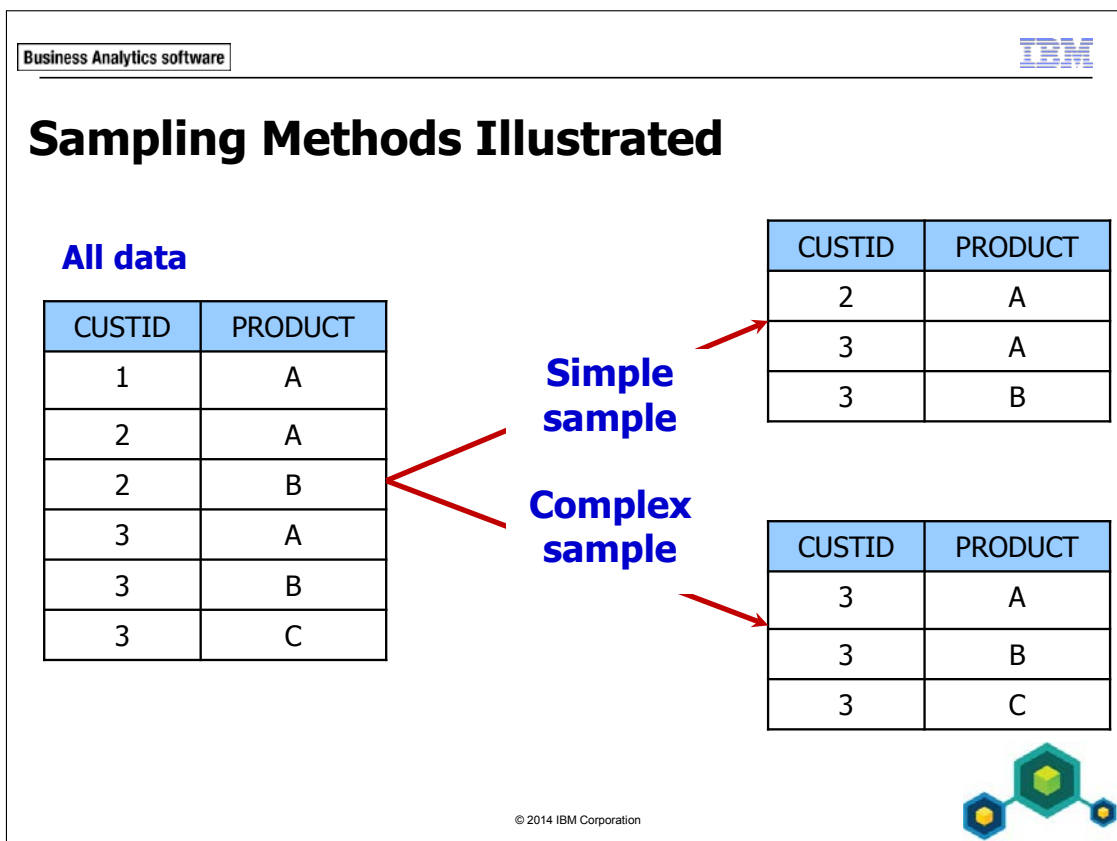 Business Analytics software
IBM
Sampling Methods Illustrated
All data
CUSTID PRODUCT
1 A
2 A
2 B
3 A
3 B
3 C
Simple
sample
Complex
sample
CUSTID PRODUCT
2 A
3 A
3 B
CUSTID PRODUCT
3 A
3 B
3 C
© 2014 IBM Corporation